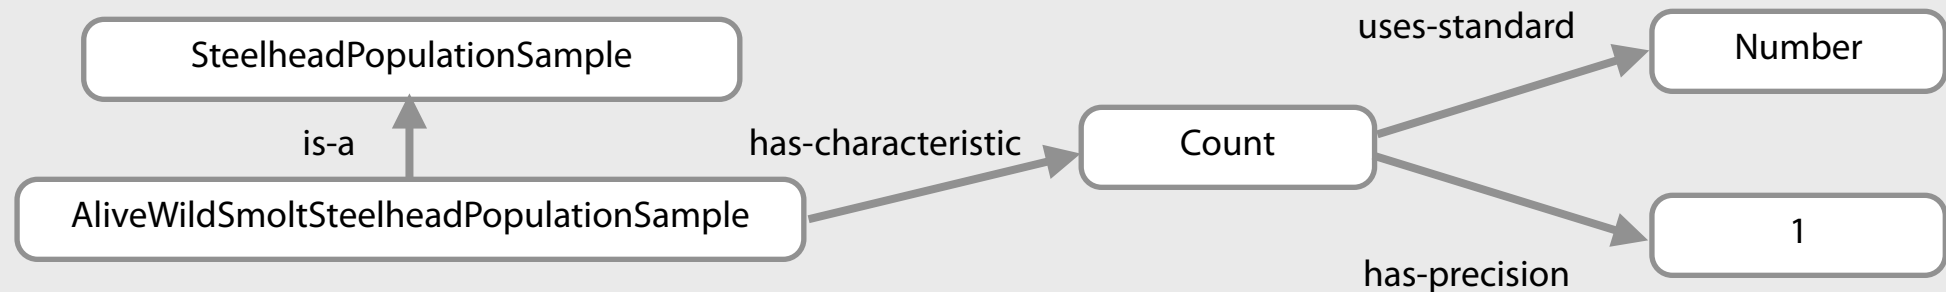 SteelheadPopulationSample
is-a
AliveWildSmoltSteelheadPopulationSample
has-characteristic
Count
uses-standard
Number
has-precision
1